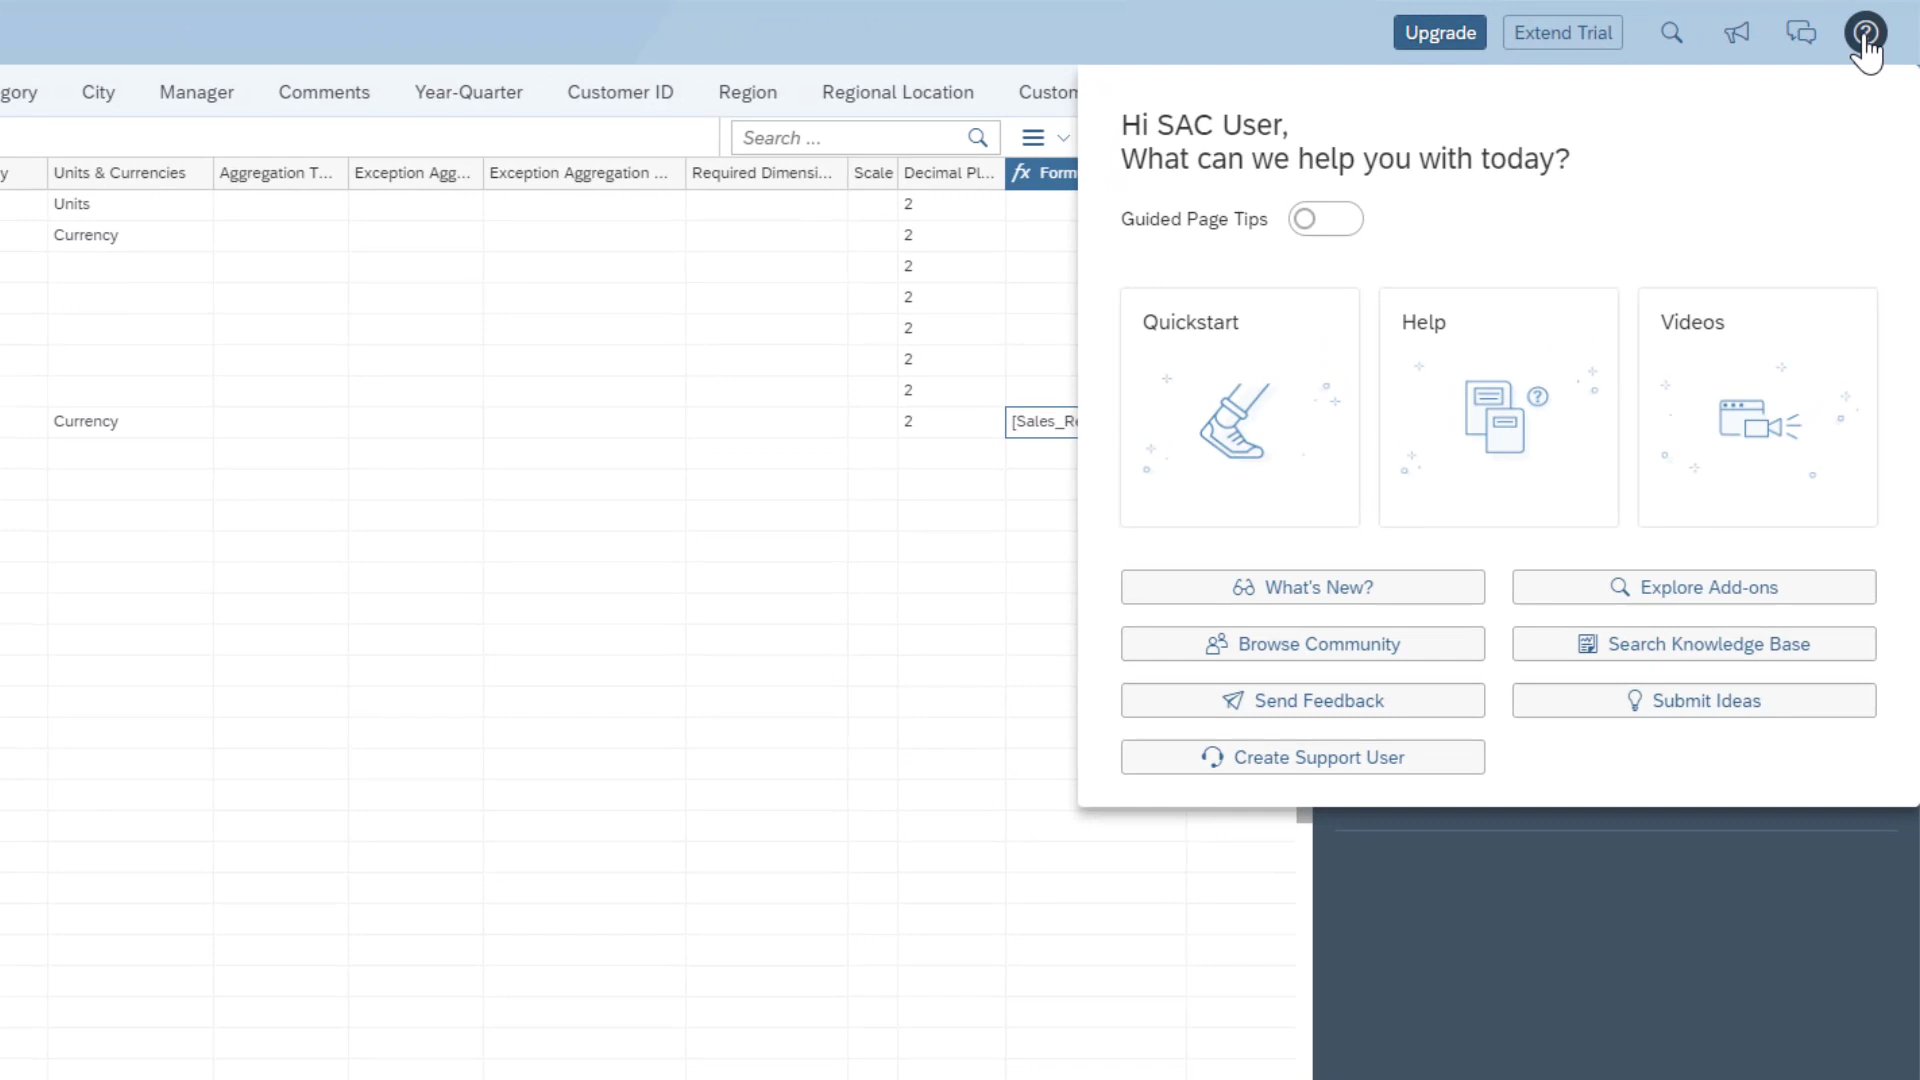 Upgrade
Extend Trial
gory City Manager Comments Year-Quarter Customer ID Region Regional Location Custom
Search ...
y Units & Currencies Aggregation T... Exception Agg... Exception Aggregation ... Required Dimensi... Scale Decimal Pl... fx Form
Units 2
Currency 2
2
2
2
2
2
Currency 2 [Sales_Re
Hi SAC User,
What can we help you with today?
Guided Page Tips
Quickstart
Help
Videos
What's New?
Explore Add-ons
Browse Community
Search Knowledge Base
Send Feedback
Submit Ideas
Create Support User